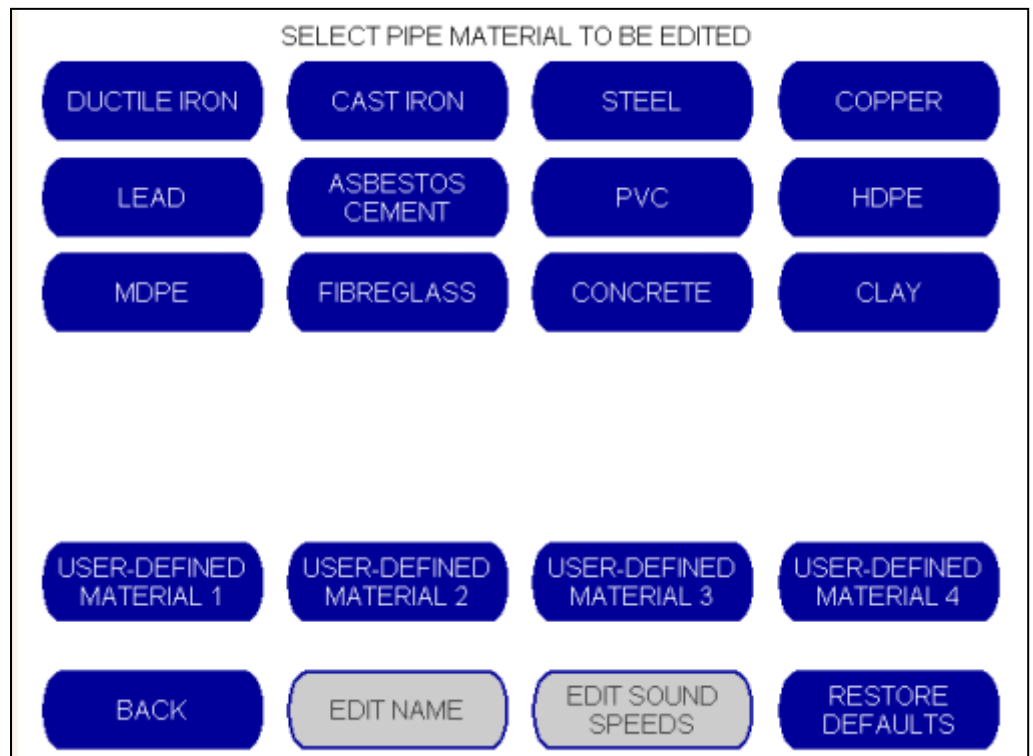 SELECT PIPE MATERIAL TO BE EDITED
DUCTILE IRON
CAST IRON
STEEL
COPPER
LEAD
ASBESTOS
CEMENT
PVC
HDPE
MDPE
FIBREGLASS
CONCRETE
CLAY
USER-DEFINED
MATERIAL 1
USER-DEFINED
MATERIAL 2
USER-DEFINED
MATERIAL 3
USER-DEFINED
MATERIAL 4
BACK
EDIT NAME
EDIT SOUND
SPEEDS
RESTORE
DEFAULTS